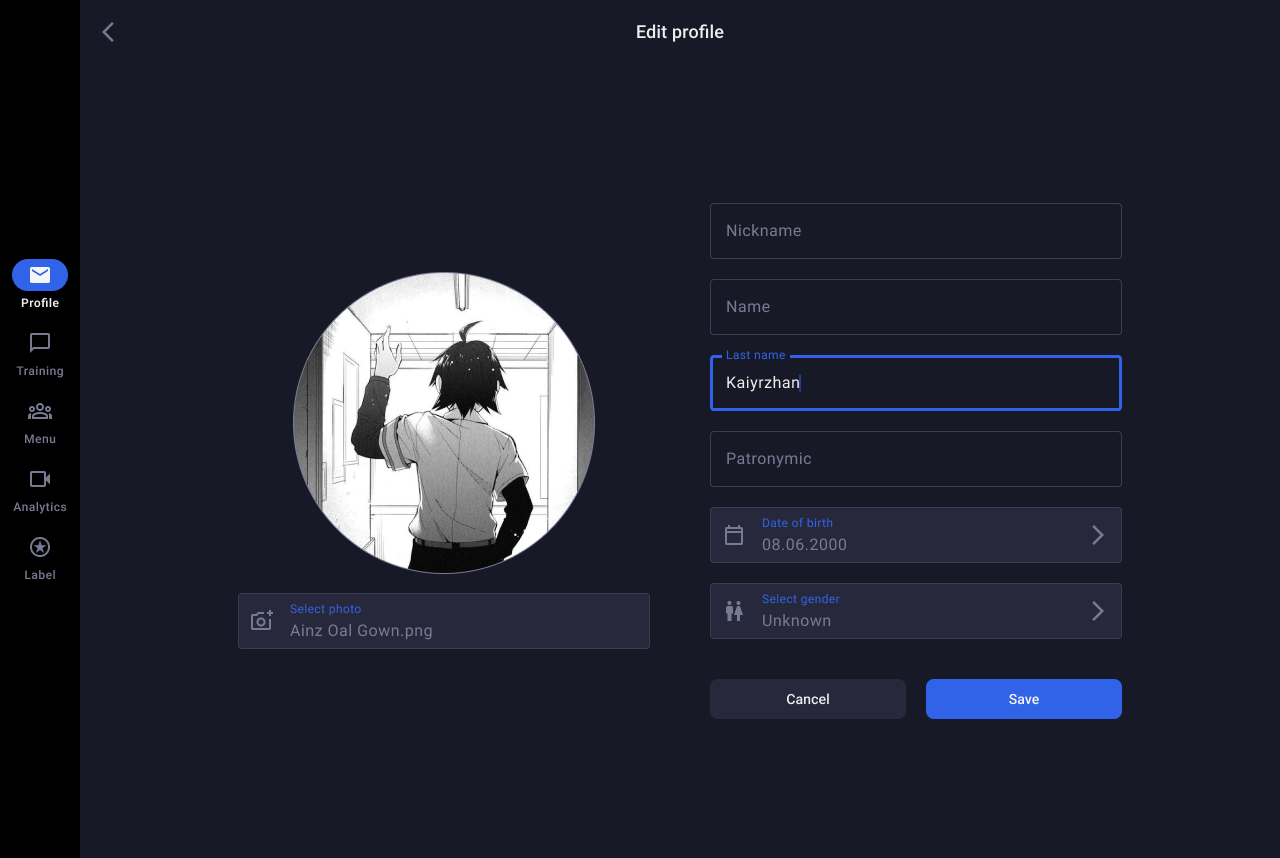 Edit profile
Profile
Training
Menu
Analytics
Label
Select photo
Ainz Oal Gown.png
Nickname
Name
Last name
Kaiyrzhan
Patronymic
Date of birth
08.06.2000
Select gender
Unknown
Cancel
Save